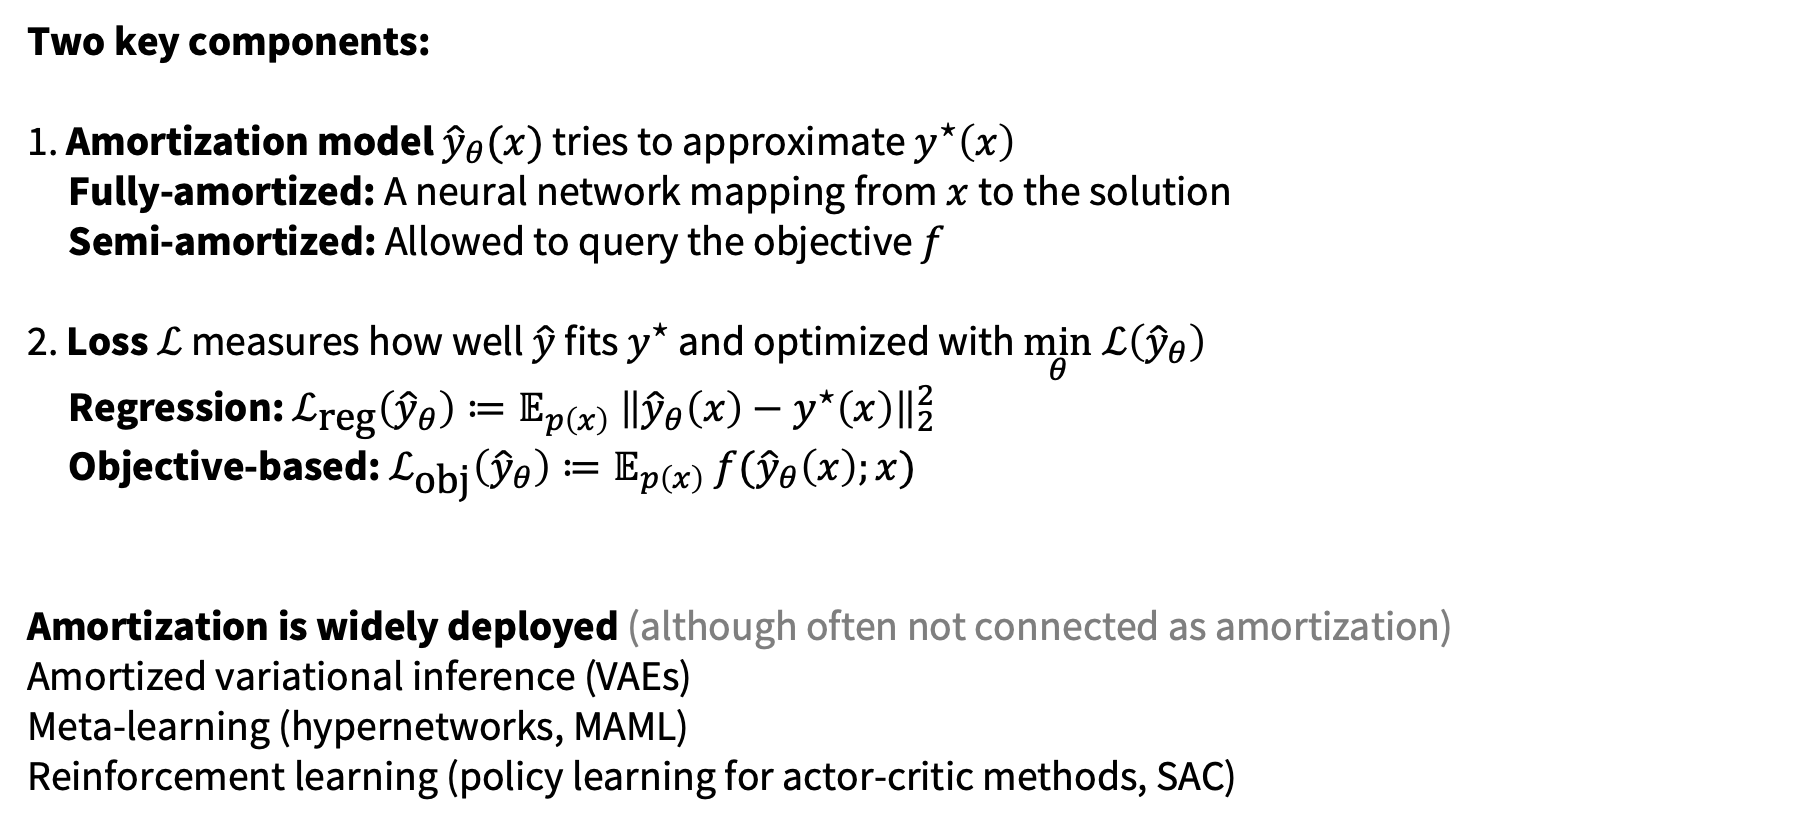 Two key components:
1. Amortization model ŷ_θ(x) tries to approximate y*(x)
Fully-amortized: A neural network mapping from x to the solution
Semi-amortized: Allowed to query the objective f
2. Loss ℒ measures how well ŷ fits y* and optimized with min_θ ℒ(ŷ_θ)
Regression: ℒ_reg(ŷ_θ) ≔ 𝔼_p(x) ‖ŷ_θ(x) − y*(x)‖₂²
Objective-based: ℒ_obj(ŷ_θ) ≔ 𝔼_p(x) f(ŷ_θ(x); x)
Amortization is widely deployed (although often not connected as amortization)
Amortized variational inference (VAEs)
Meta-learning (hypernetworks, MAML)
Reinforcement learning (policy learning for actor-critic methods, SAC)